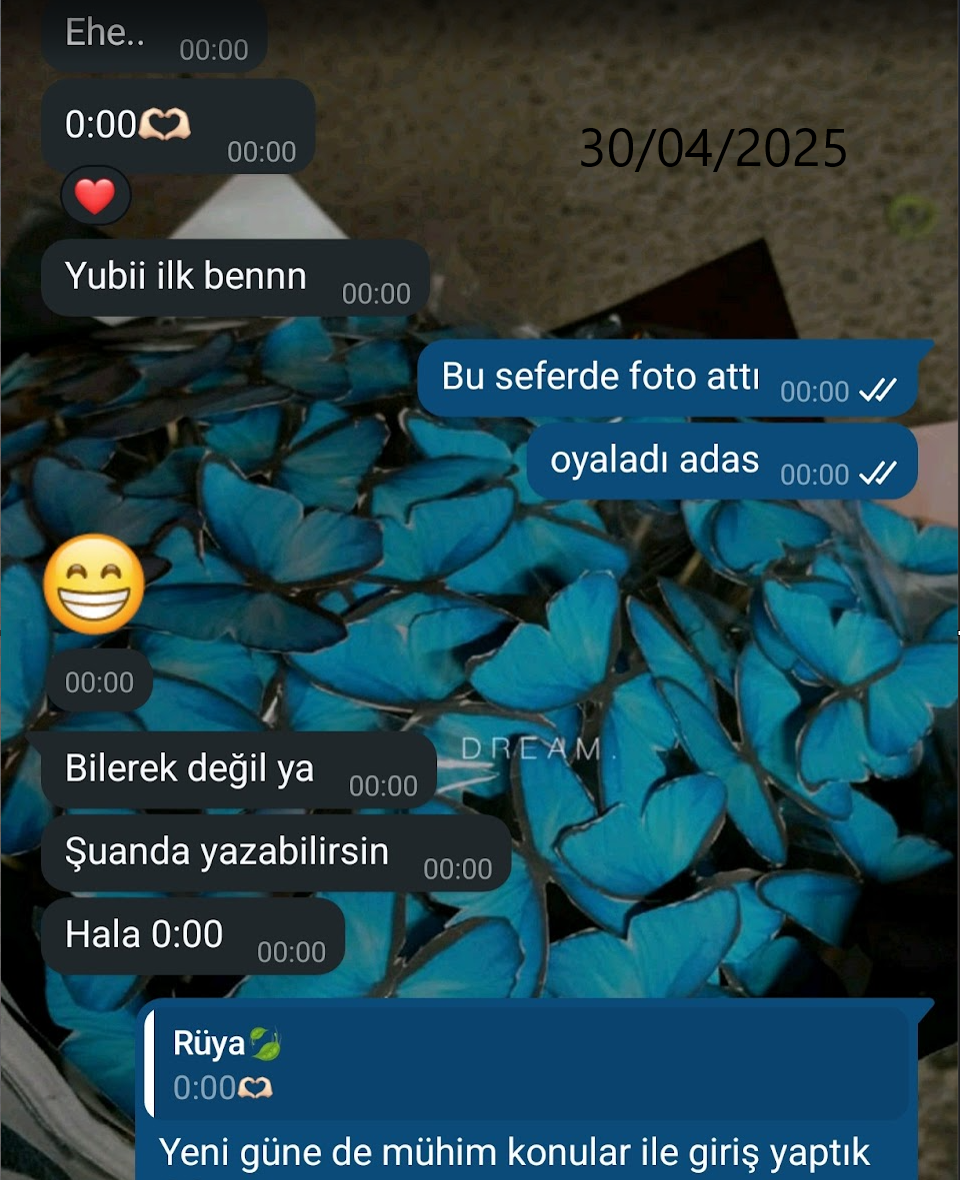 Ehe.. 00:00
0:00🫶🏻 00:00
30/04/2025
Yubii ilk bennn 00:00
Bu seferde foto attı 00:00
oyaladı adas 00:00
00:00
Bilerek değil ya 00:00
DREAM.
Şuanda yazabilirsin 00:00
Hala 0:00 00:00
Rüya🍃
0:00🫶🏻
Yeni güne de mühim konular ile giriş yaptık